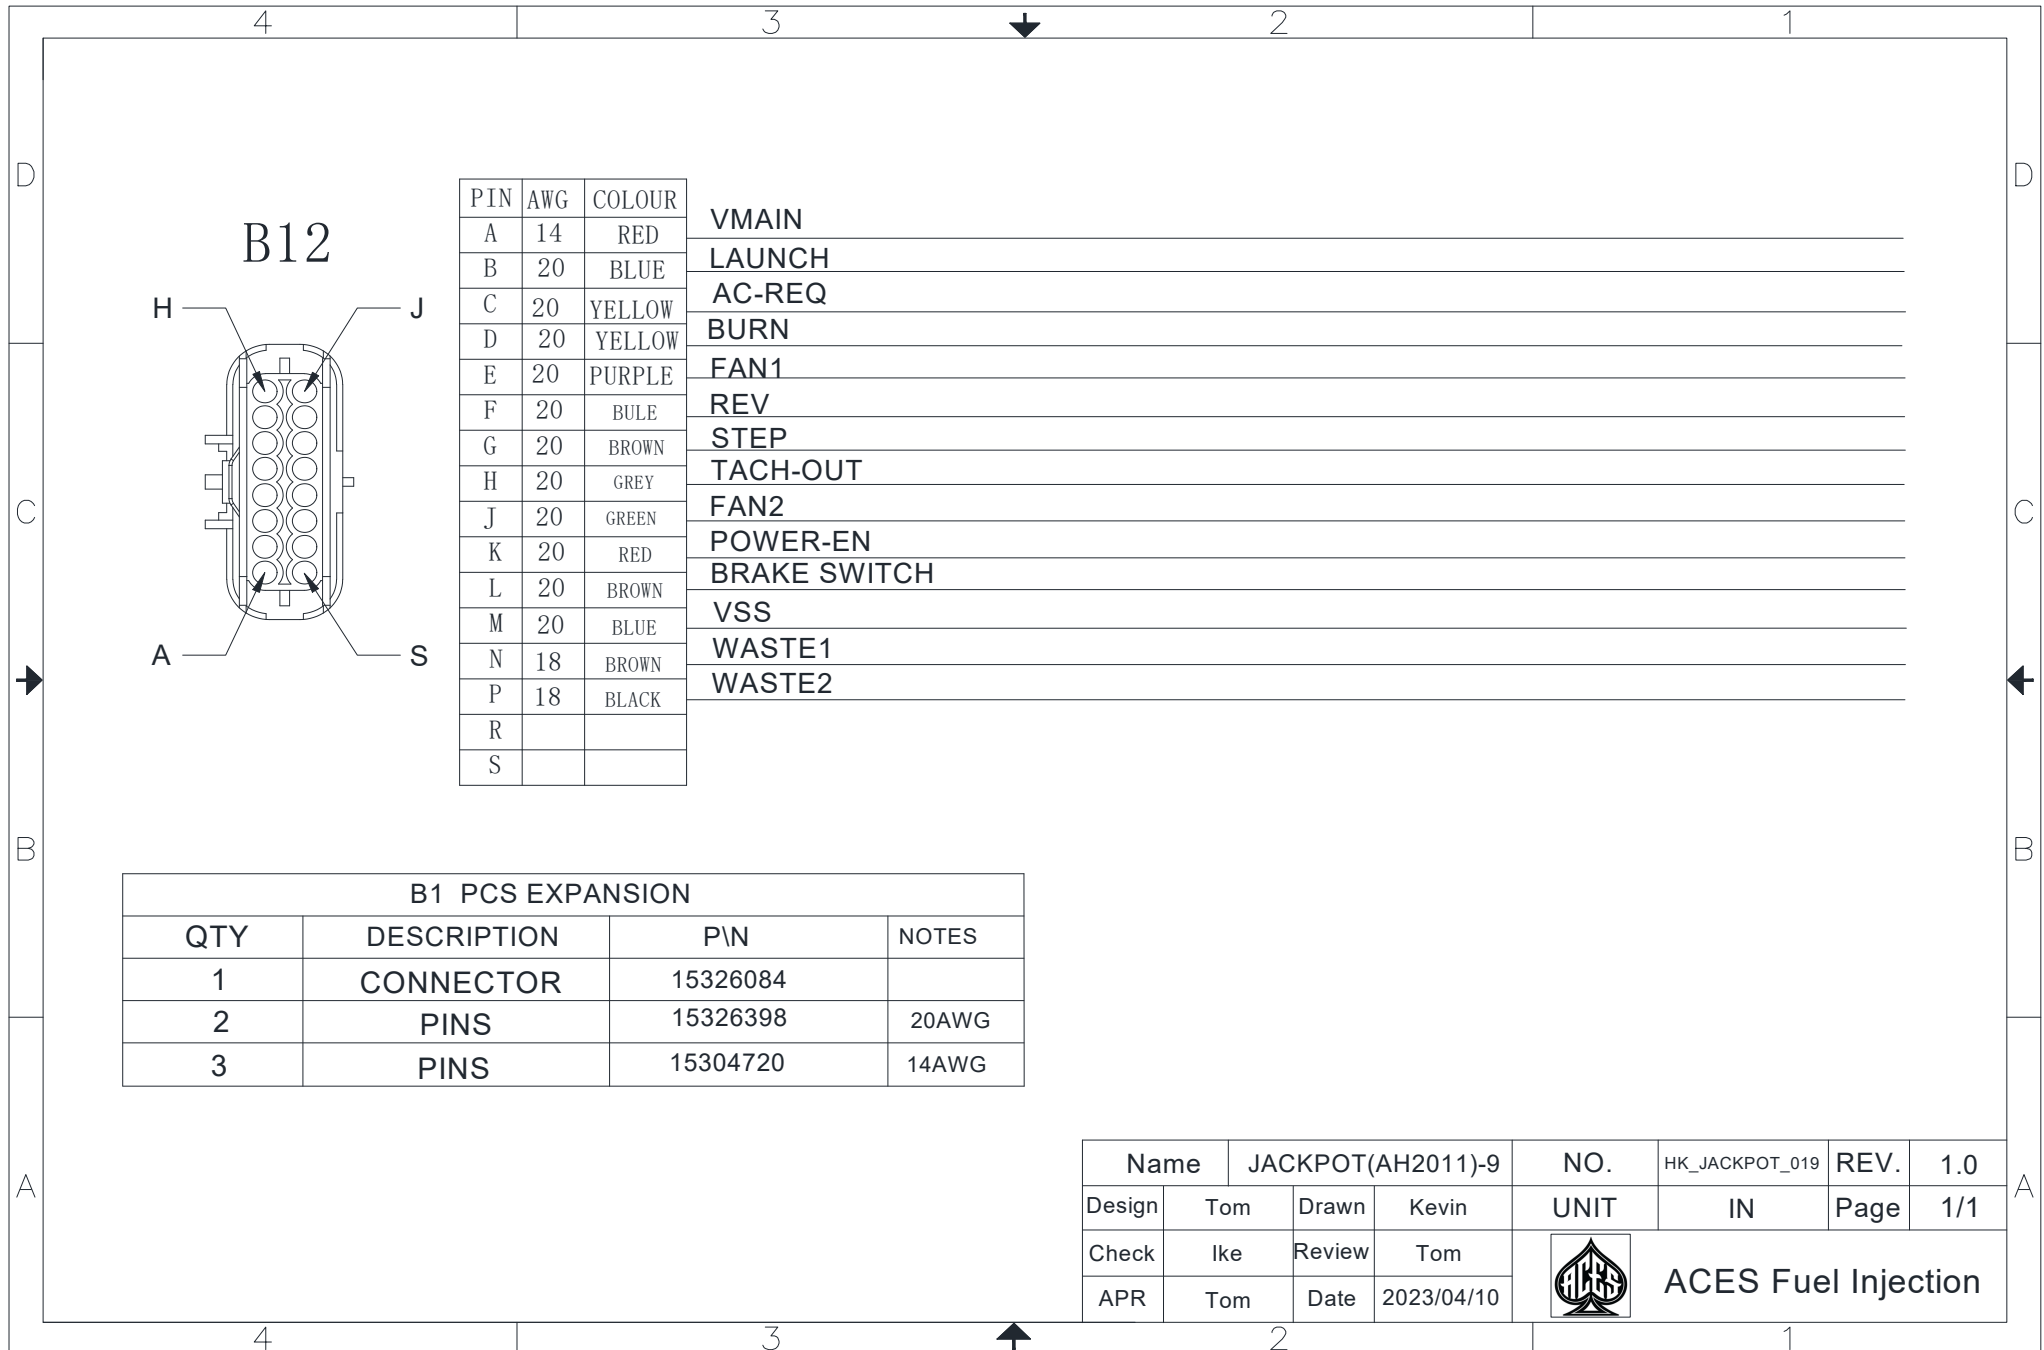 4 3 2 1
D D
B12
H J
A S
PIN AWG COLOUR
A 14 RED VMAIN
B 20 BLUE LAUNCH
C 20 YELLOW AC-REQ
D 20 YELLOW BURN
E 20 PURPLE FAN1
F 20 BULE REV
G 20 BROWN STEP
H 20 GREY TACH-OUT
J 20 GREEN FAN2
K 20 RED POWER-EN
L 20 BROWN BRAKE SWITCH
M 20 BLUE VSS
N 18 BROWN WASTE1
P 18 BLACK WASTE2
R
S
C C
B B
B1 PCS EXPANSION
QTY DESCRIPTION P\N NOTES
1 CONNECTOR 15326084
2 PINS 15326398 20AWG
3 PINS 15304720 14AWG
A A
Name JACKPOT(AH2011)-9 NO. HK_JACKPOT_019 REV. 1.0
Design Tom Drawn Kevin UNIT IN Page 1/1
Check Ike Review Tom
APR Tom Date 2023/04/10
ACES
ACES Fuel Injection
4 3 2 1